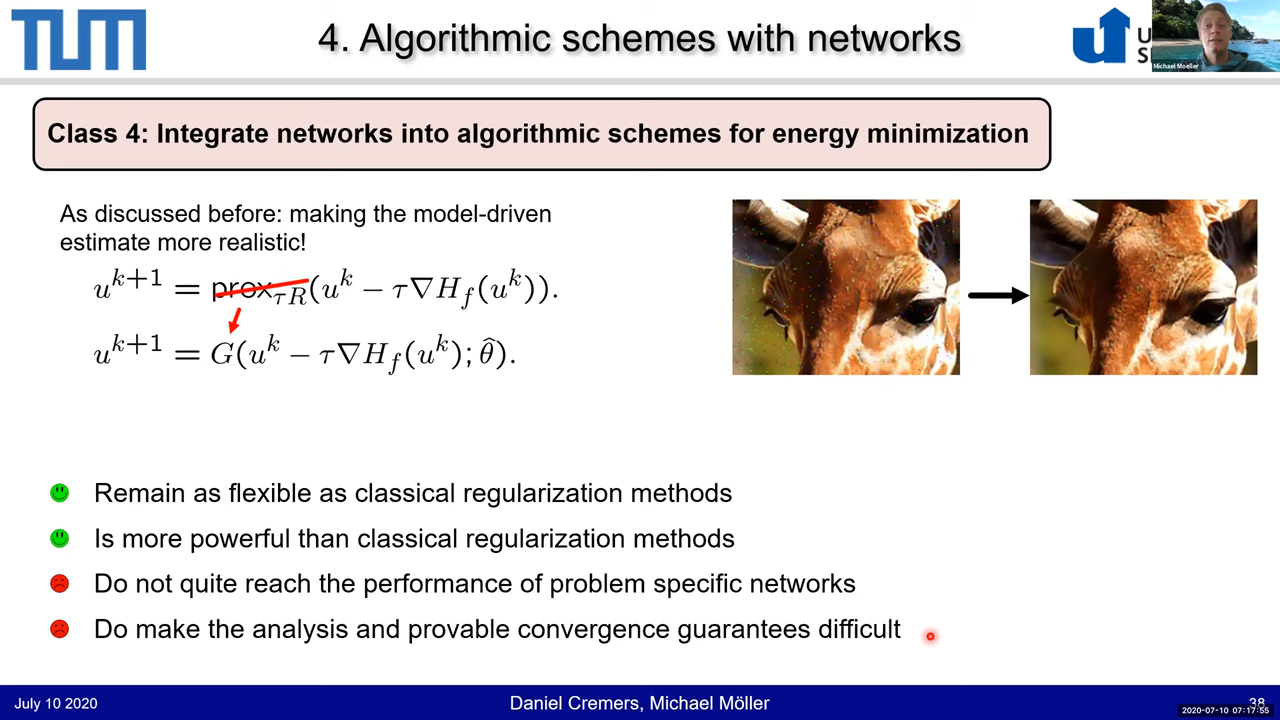 TUM
4. Algorithmic schemes with networks
U
S
Michael Moeller
Class 4: Integrate networks into algorithmic schemes for energy minimization
As discussed before: making the model-driven
estimate more realistic!
u^{k+1} = prox_{τR}(u^k − τ∇H_f(u^k)).
u^{k+1} = G(u^k − τ∇H_f(u^k); θ̂).
Remain as flexible as classical regularization methods
Is more powerful than classical regularization methods
Do not quite reach the performance of problem specific networks
Do make the analysis and provable convergence guarantees difficult
July 10 2020
Daniel Cremers, Michael Möller
38
2020-07-10 07:17:55